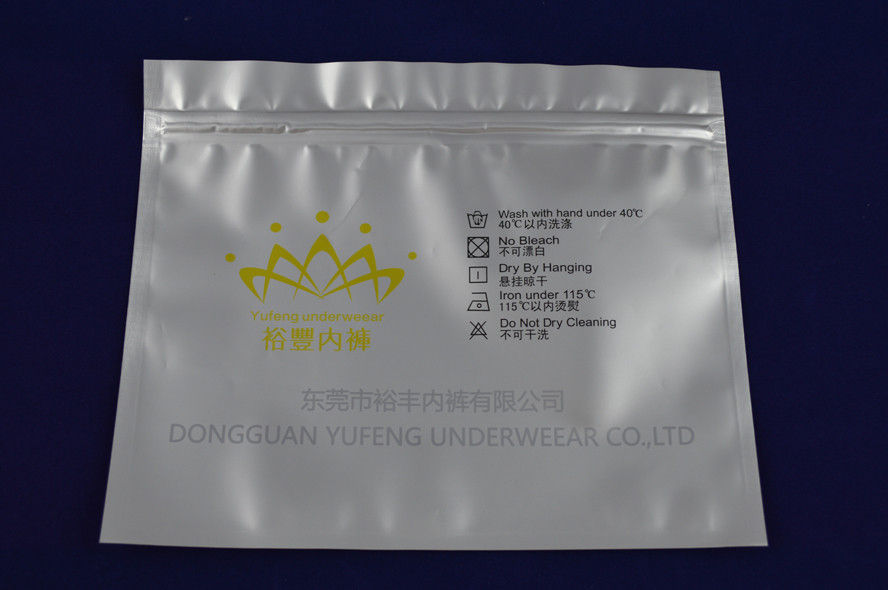 Wash with hand under 40℃
40℃以内洗涤
No Bleach
不可漂白
Dry By Hanging
悬挂晾干
Iron under 115℃
115℃以内烫熨
Do Not Dry Cleaning
不可干洗
Yufeng underweear
裕豐内褲
东莞市裕丰内裤有限公司
DONGGUAN YUFENG UNDERWEEAR CO.,LTD